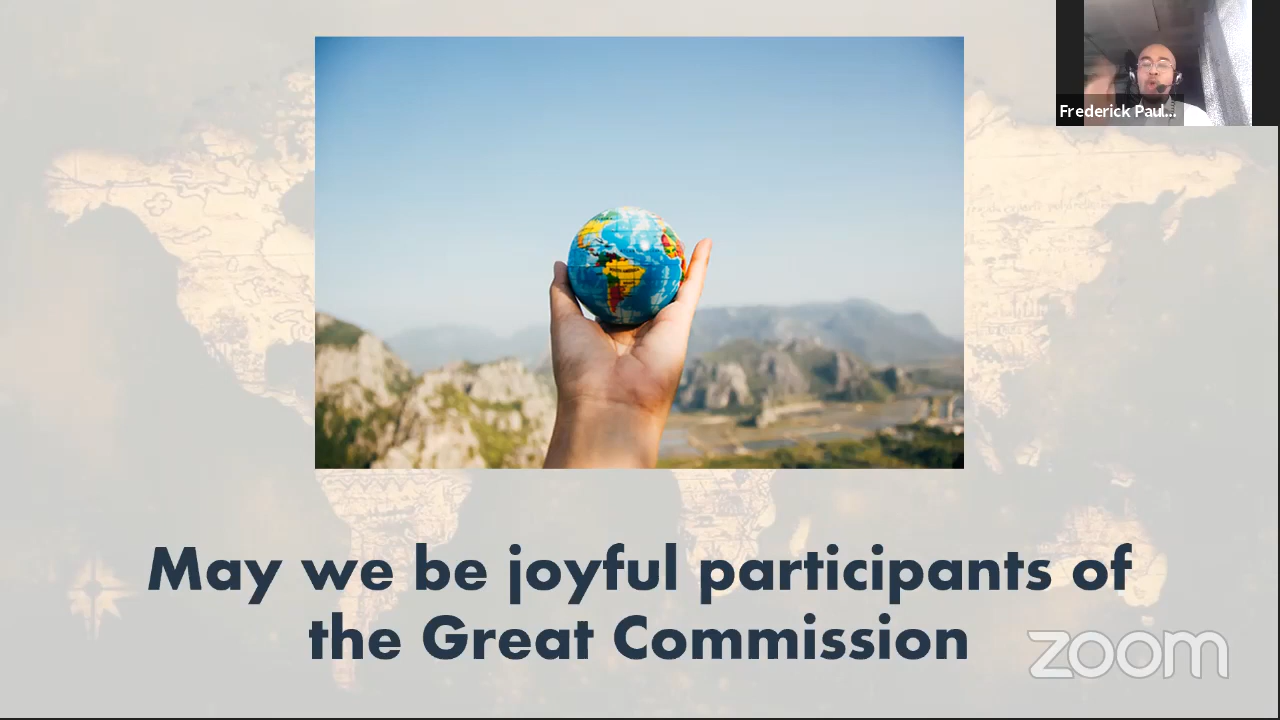 Frederick Paul...
May we be joyful participants of
the Great Commission
zoom